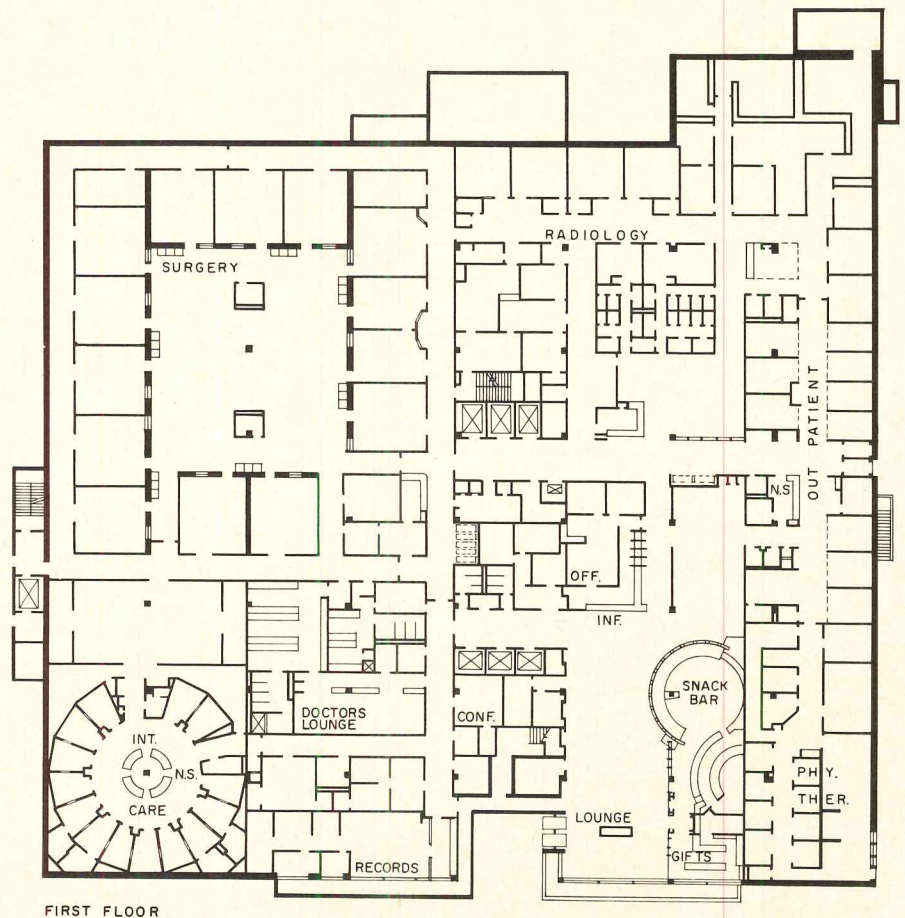 RADIOLOGY
SURGERY
OUT PATIENT
N.S
OFF.
INF.
SNACK
BAR
DOCTORS
LOUNGE
CONF.
INT.
N.S.
CARE
PHY.
THER.
LOUNGE
GIFTS
RECORDS
FIRST FLOOR